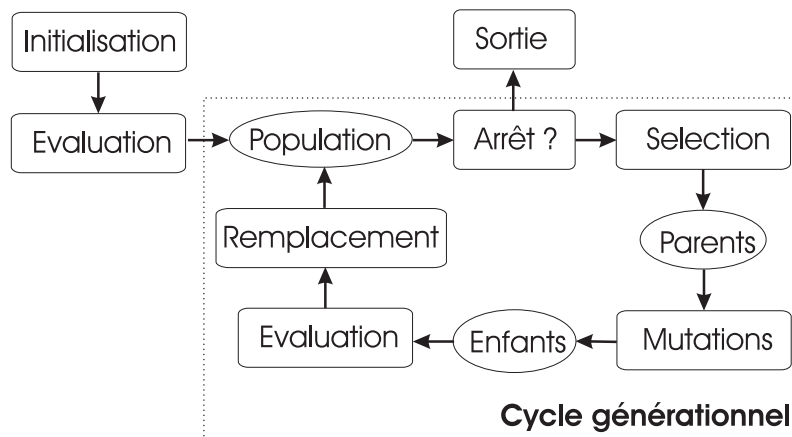 Initialisation
Sortie
Evaluation
Population
Arrêt ?
Selection
Remplacement
Parents
Evaluation
Enfants
Mutations
Cycle générationnel